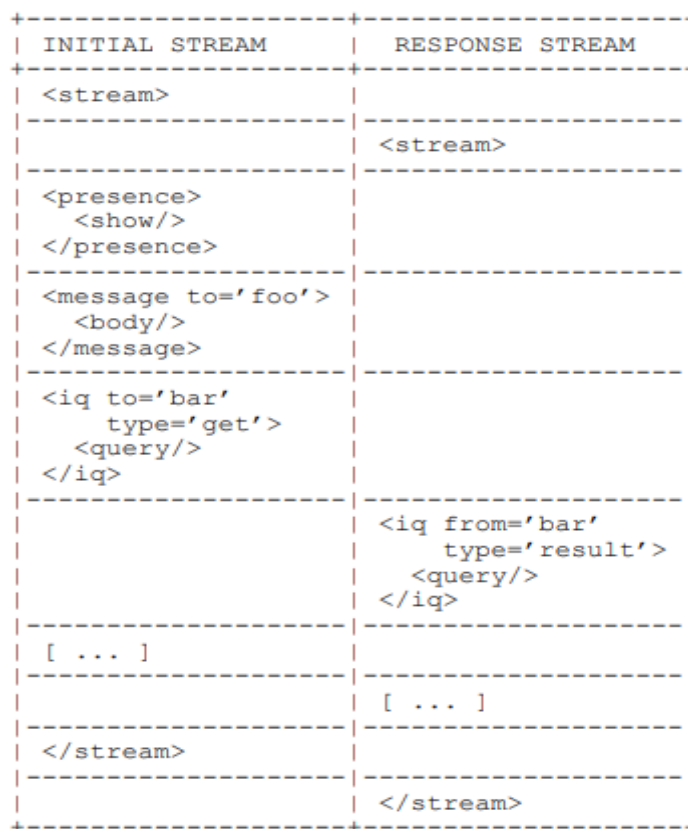 +---------------------+---------------------
| INITIAL STREAM | RESPONSE STREAM
+---------------------+---------------------
| <stream> |
|---------------------|---------------------
| | <stream>
|---------------------|---------------------
| <presence> |
| <show/> |
| </presence> |
|---------------------|---------------------
| <message to='foo'> |
| <body/> |
| </message> |
|---------------------|---------------------
| <iq to='bar' |
| type='get'> |
| <query/> |
| </iq> |
|---------------------|---------------------
| | <iq from='bar'
| | type='result'>
| | <query/>
| | </iq>
|---------------------|---------------------
| [ ... ] |
|---------------------|---------------------
| | [ ... ]
|---------------------|---------------------
| </stream> |
|---------------------|---------------------
| | </stream>
+---------------------+---------------------